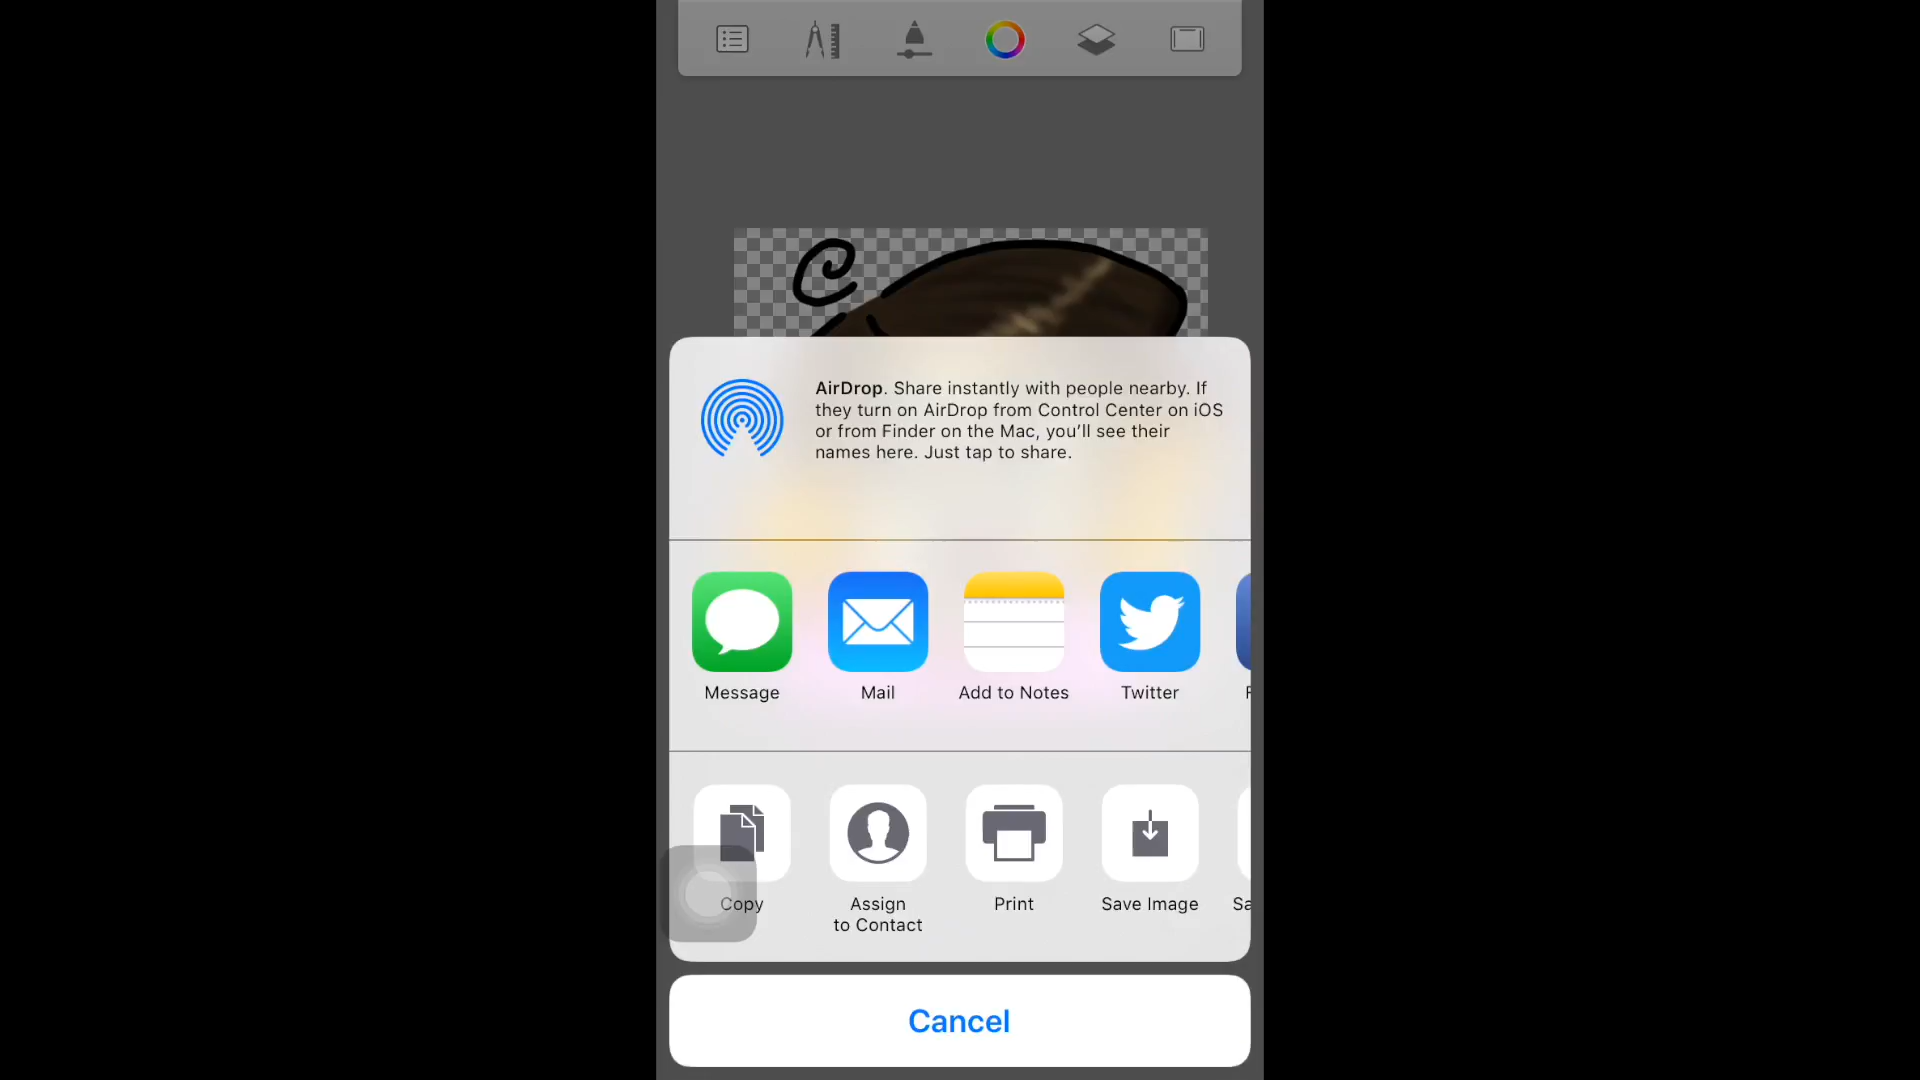 AirDrop. Share instantly with people nearby. If
they turn on AirDrop from Control Center on iOS
or from Finder on the Mac, you’ll see their
names here. Just tap to share.
Message Mail Add to Notes Twitter
Copy Assign to Contact Print Save Image
Cancel